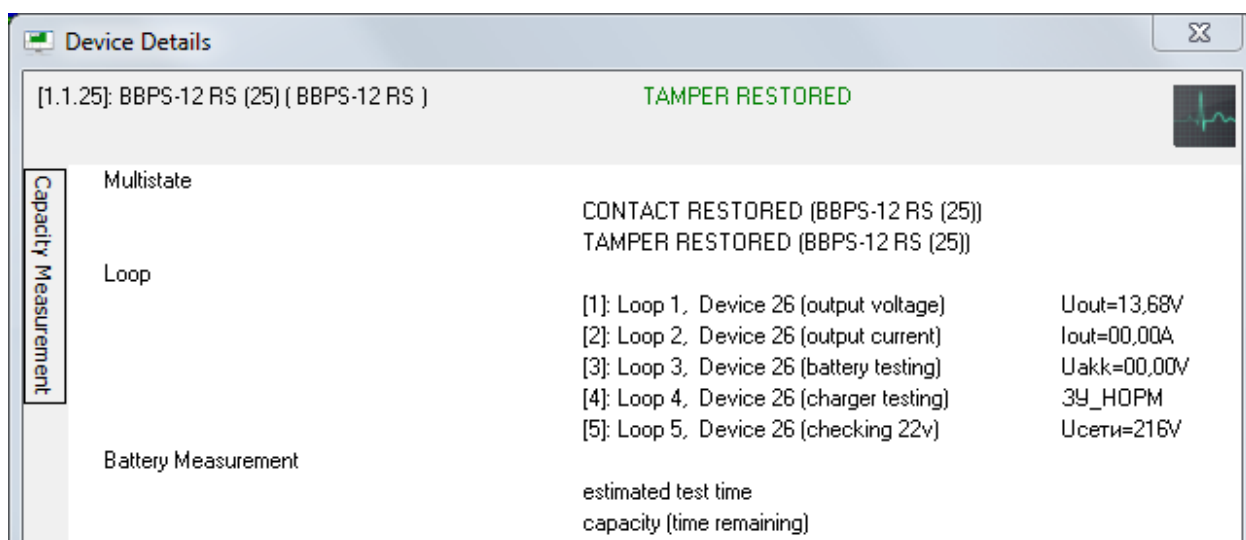 Device Details
[1.1.25]: BBPS-12 RS (25) ( BBPS-12 RS ) TAMPER RESTORED
Capacity Measurement
Multistate
CONTACT RESTORED (BBPS-12 RS (25))
TAMPER RESTORED (BBPS-12 RS (25))
Loop
[1]: Loop 1, Device 26 (output voltage) Uout=13,68V
[2]: Loop 2, Device 26 (output current) Iout=00,00A
[3]: Loop 3, Device 26 (battery testing) Uakk=00,00V
[4]: Loop 4, Device 26 (charger testing) ЗУ_НОРМ
[5]: Loop 5, Device 26 (checking 22v) Uсети=216V
Battery Measurement
estimated test time
capacity (time remaining)